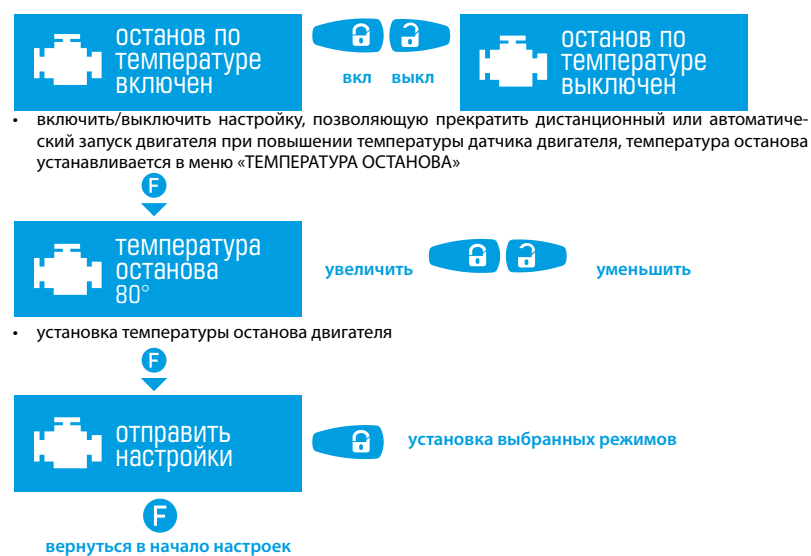 останов по
температуре
включен
вкл выкл
останов по
температуре
выключен
• включить/выключить настройку, позволяющую прекратить дистанционный или автоматиче-
ский запуск двигателя при повышении температуры датчика двигателя, температура останова
устанавливается в меню «ТЕМПЕРАТУРА ОСТАНОВА»
F
температура
останова
80°
увеличить
уменьшить
• установка температуры останова двигателя
F
отправить
настройки
установка выбранных режимов
F
вернуться в начало настроек